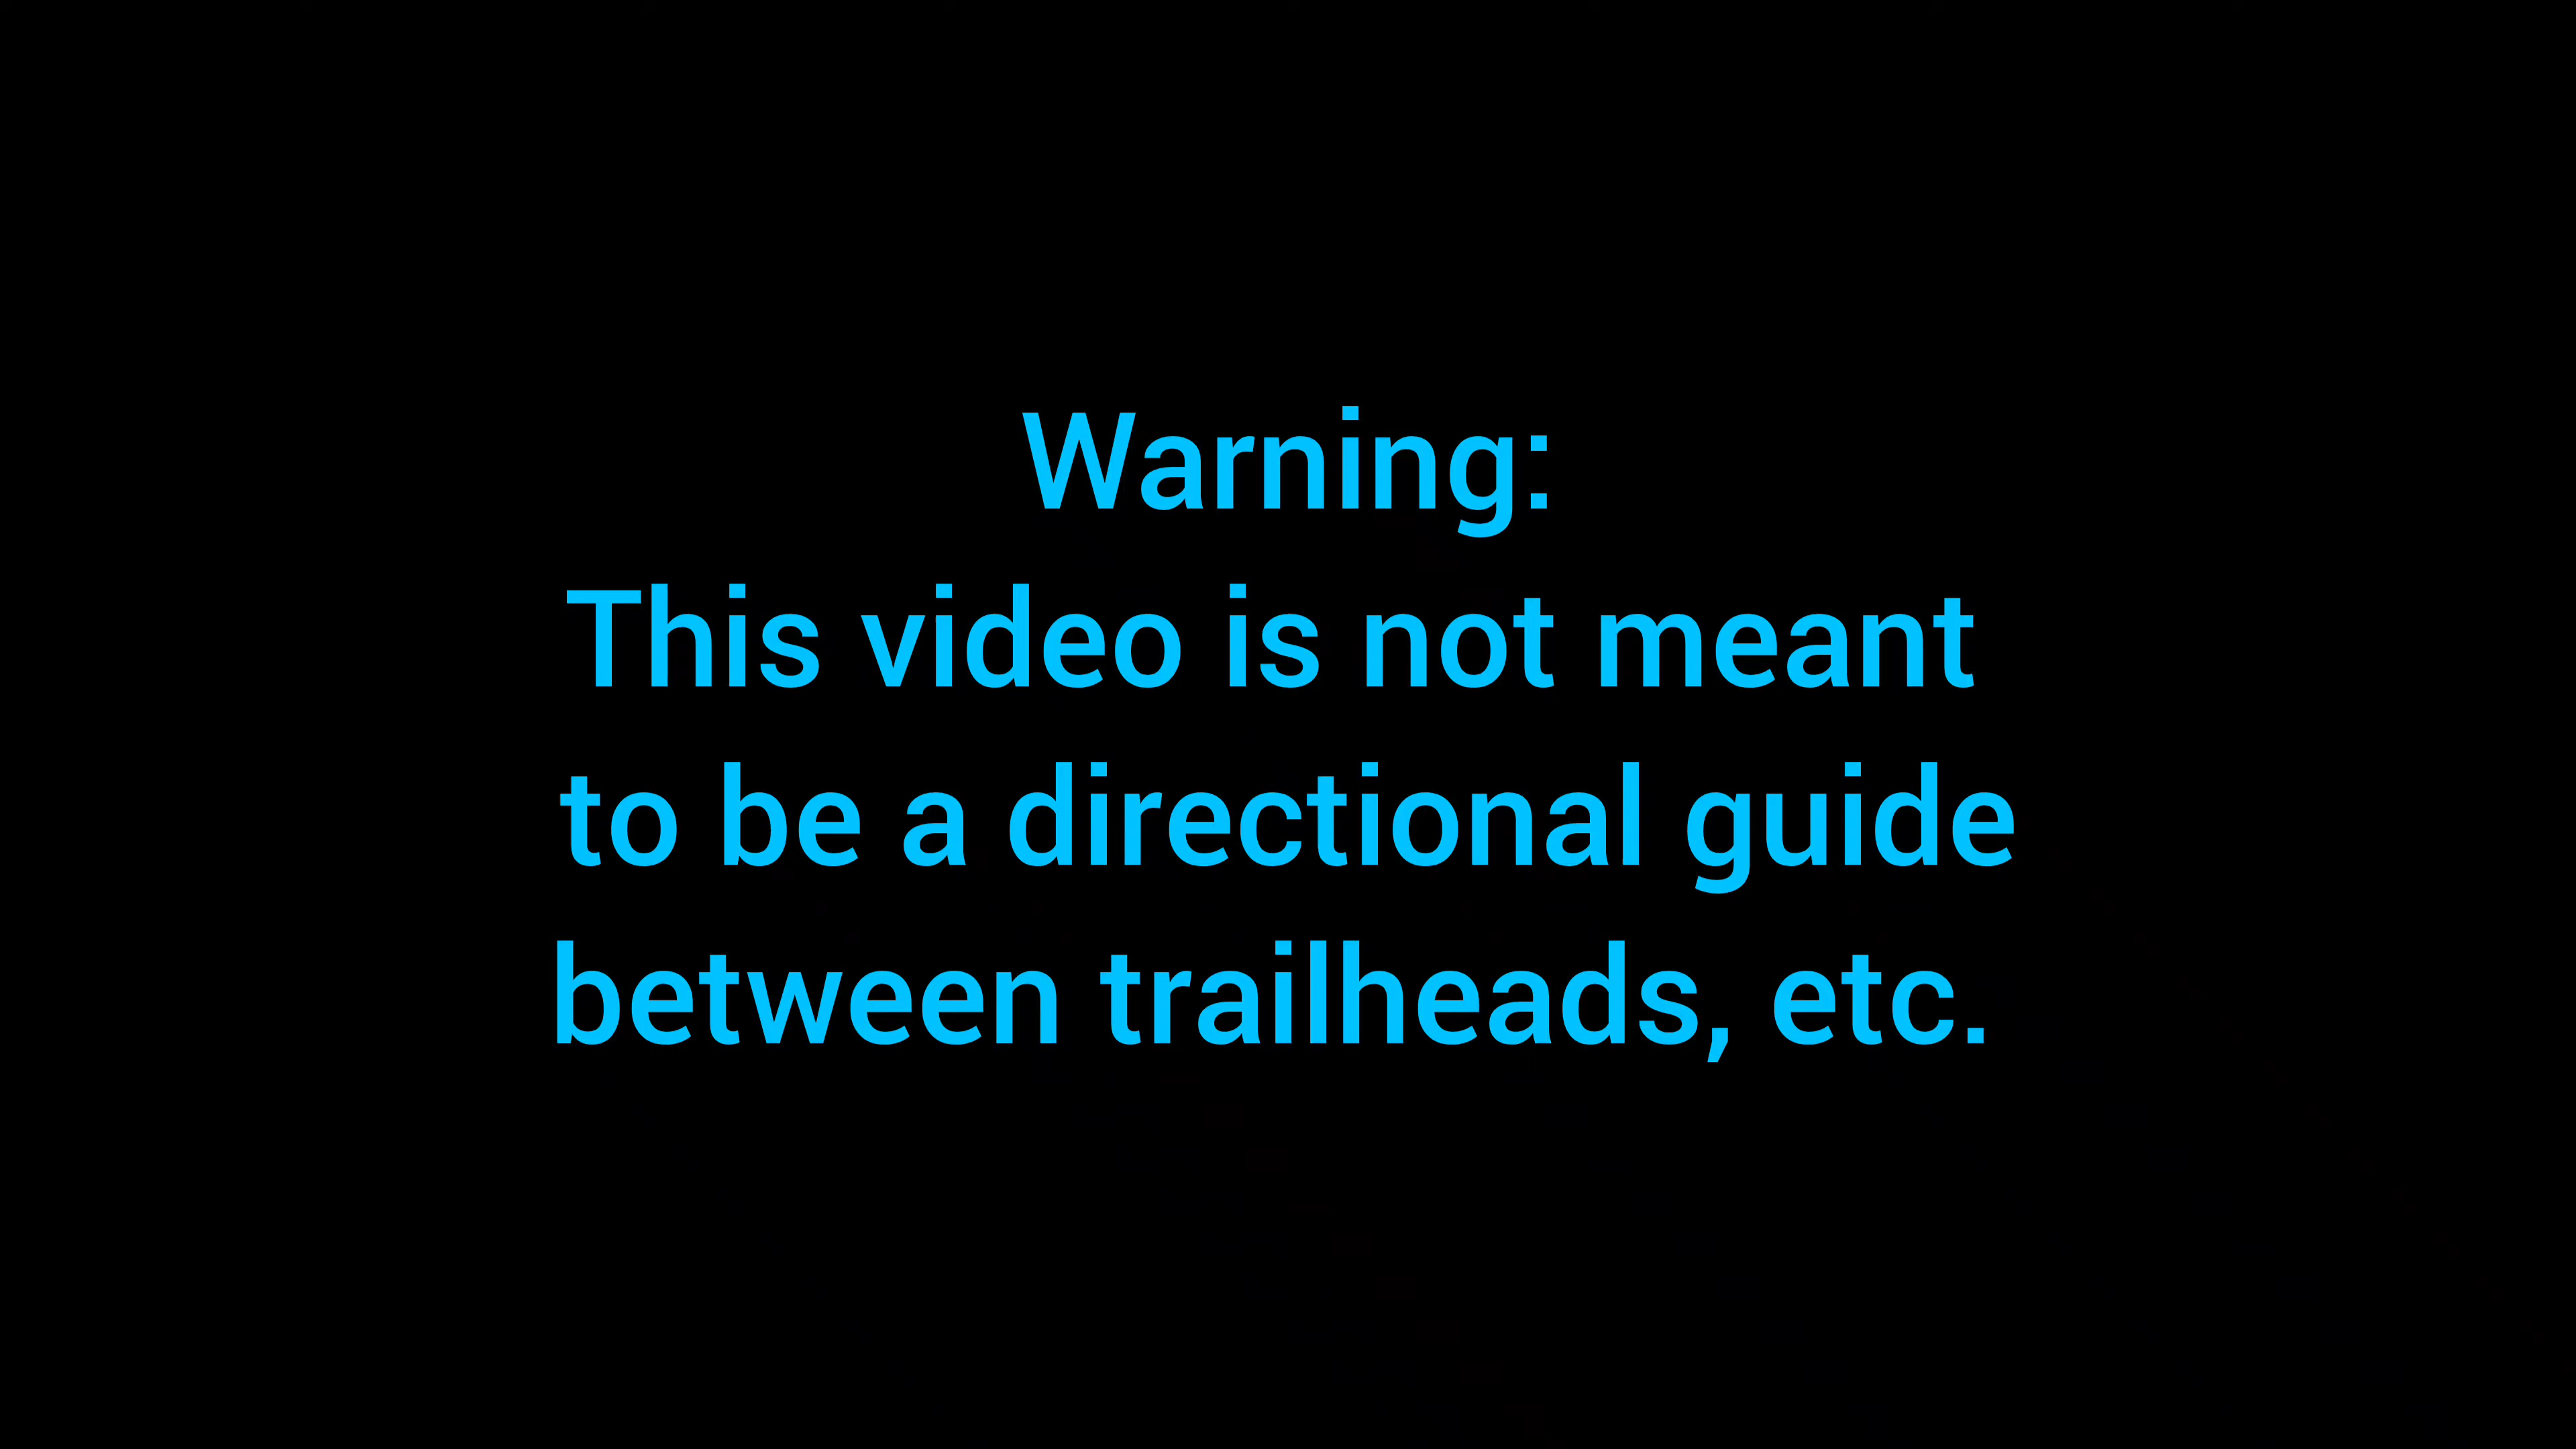 Warning:
This video is not meant
to be a directional guide
between trailheads, etc.